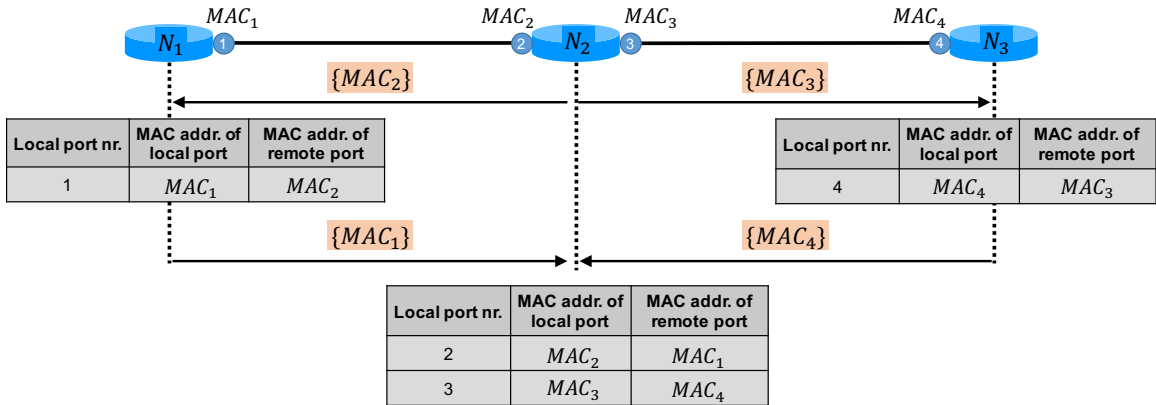 MAC₁ MAC₂ MAC₃ MAC₄
N₁ 1 2 N₂ 3 4 N₃
{MAC₂} {MAC₃}
Local port nr. MAC addr. of local port MAC addr. of remote port
1 MAC₁ MAC₂
Local port nr. MAC addr. of local port MAC addr. of remote port
4 MAC₄ MAC₃
{MAC₁} {MAC₄}
Local port nr. MAC addr. of local port MAC addr. of remote port
2 MAC₂ MAC₁
3 MAC₃ MAC₄